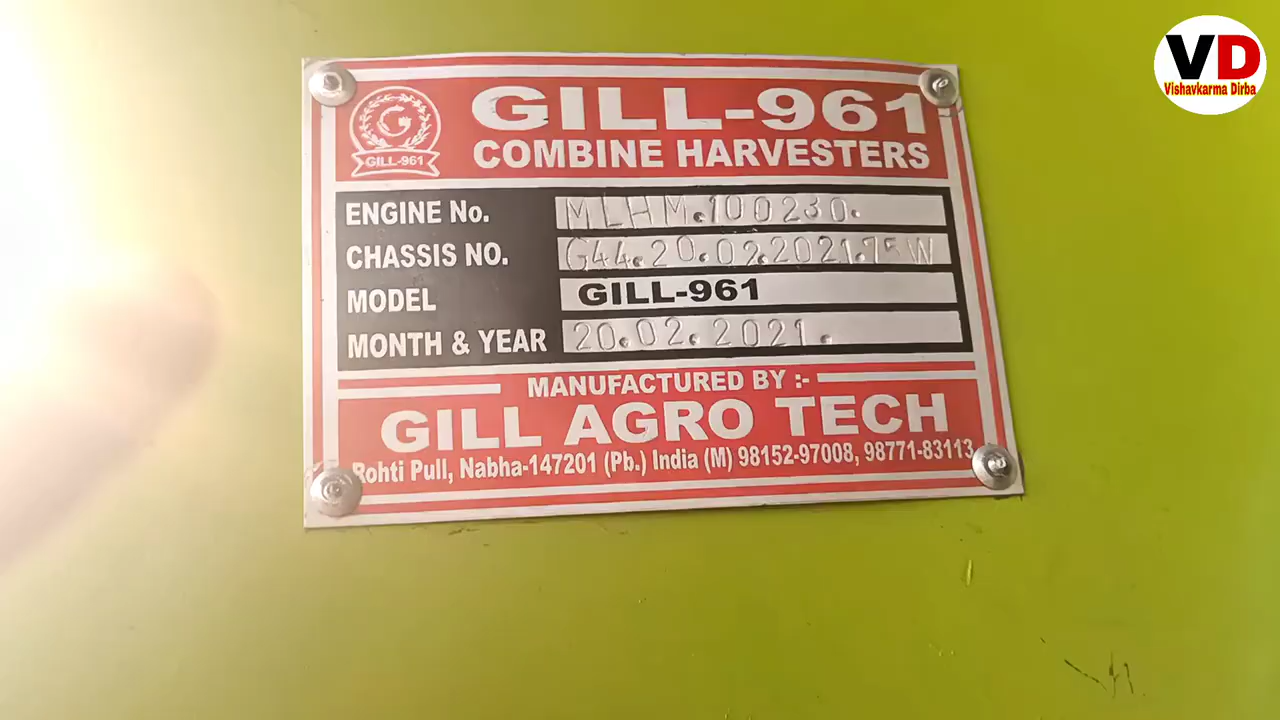 VD
Vishavkarma Dirba
GILL-961
GILL-961
COMBINE HARVESTERS
ENGINE No. MLHM.100230.
CHASSIS NO. G44.20.02.2021.75W
MODEL GILL-961
MONTH & YEAR 20.02.2021.
MANUFACTURED BY :-
GILL AGRO TECH
Rohti Pull, Nabha-147201 (Pb.) India (M) 98152-97008, 98771-83113